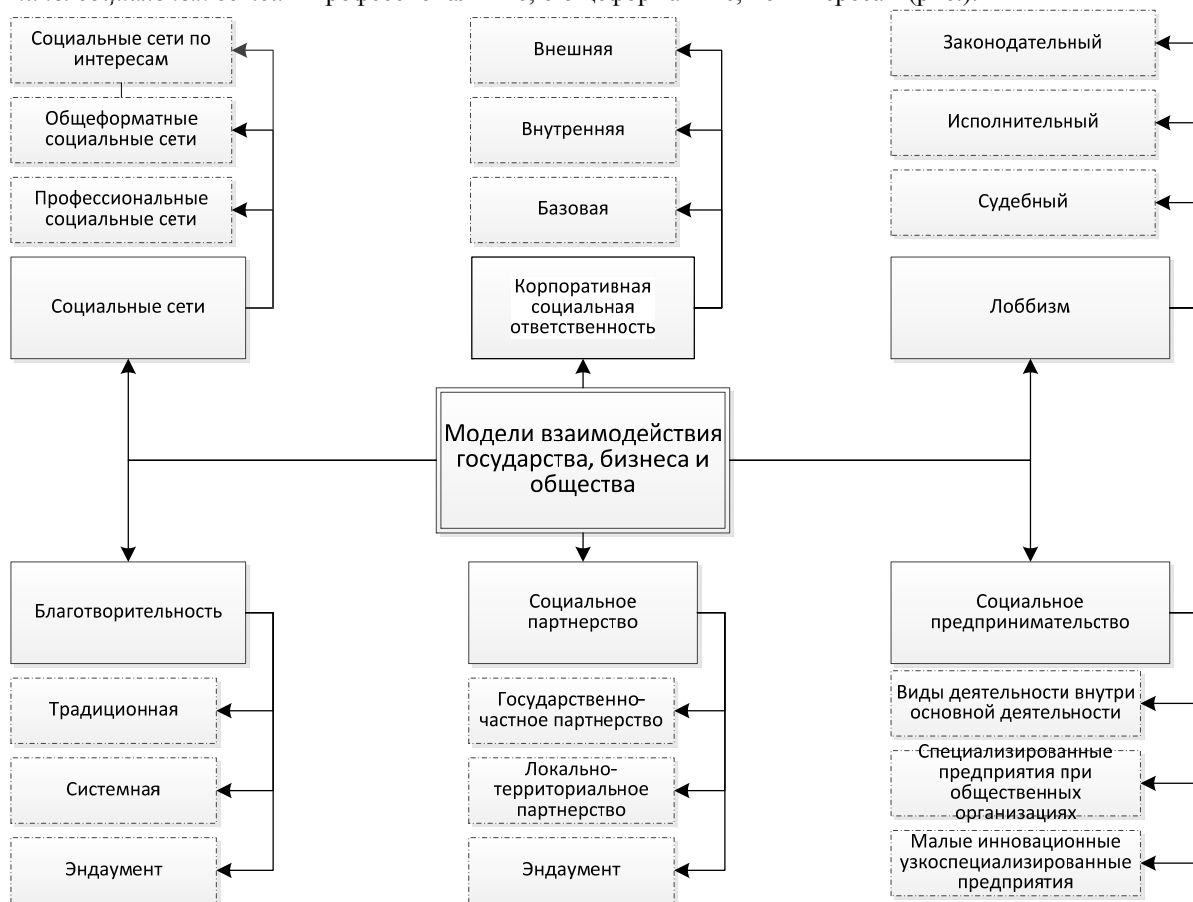 Социальные сети по
интересам
Общеформатные
социальные сети
Профессиональные
социальные сети
Социальные сети
Внешняя
Внутренняя
Базовая
Корпоративная
социальная
ответственность
Законодательный
Исполнительный
Судебный
Лоббизм
Модели взаимодействия
государства, бизнеса и
общества
Благотворительность
Традиционная
Системная
Эндаумент
Социальное
партнерство
Государственно-
частное партнерство
Локально-
территориальное
партнерство
Эндаумент
Социальное
предпринимательство
Виды деятельности внутри
основной деятельности
Специализированные
предприятия при
общественных
организациях
Малые инновационные
узкоспециализированные
предприятия